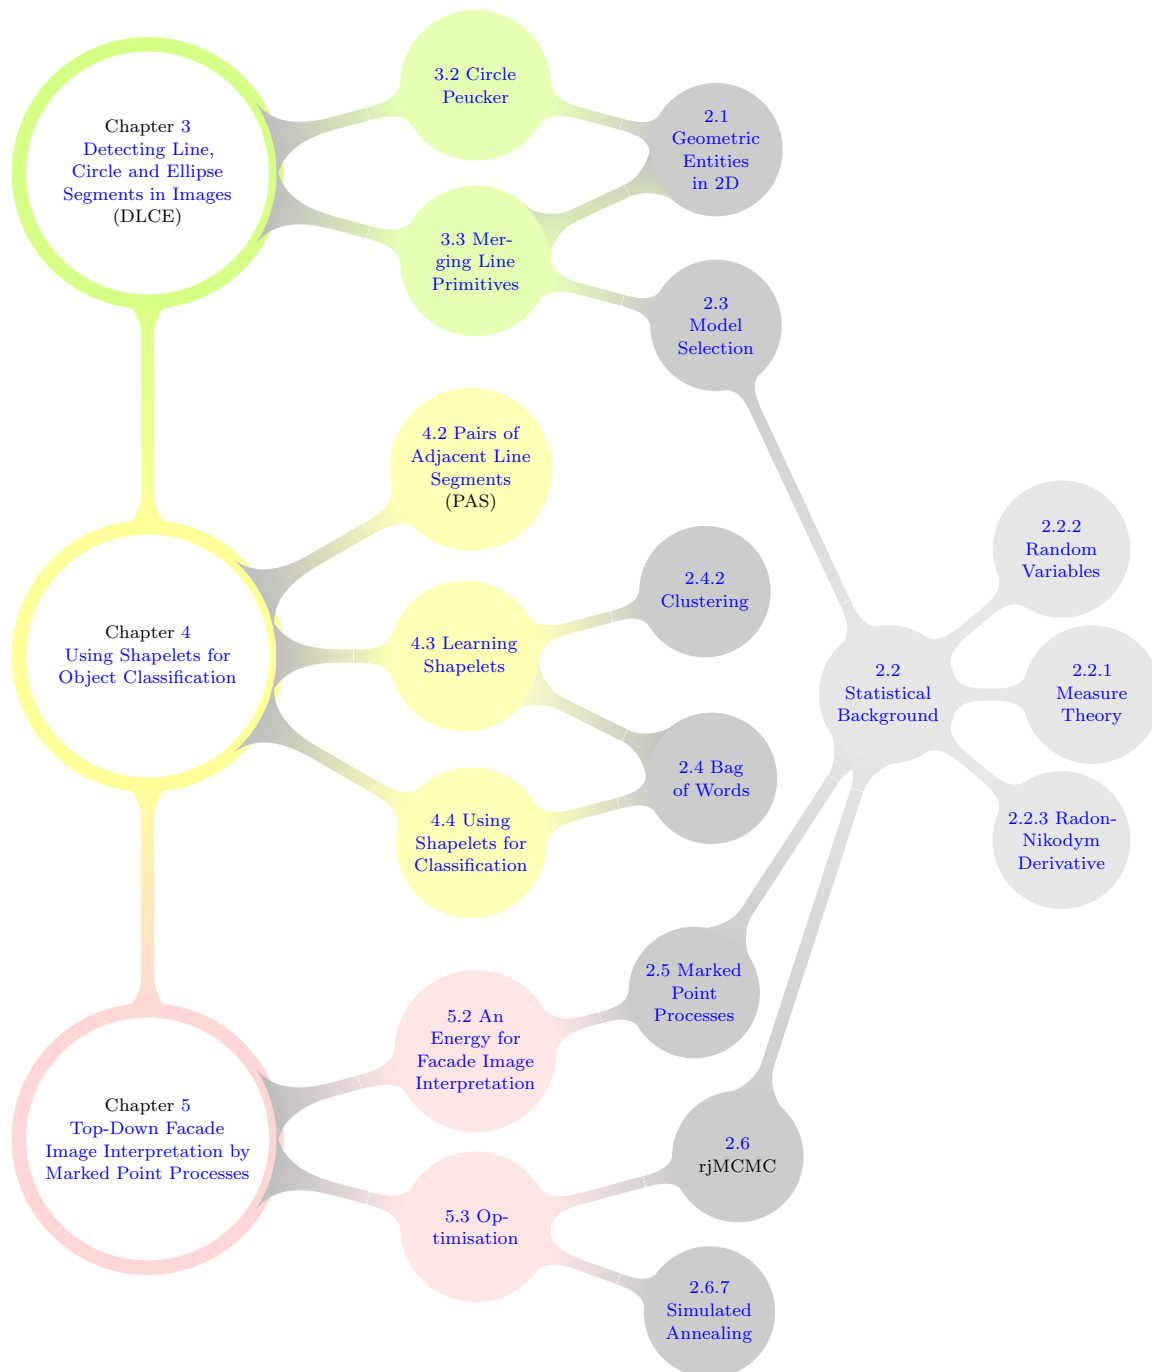 Chapter 3
Detecting Line,
Circle and Ellipse
Segments in Images
(DLCE)
3.2 Circle
Peucker
3.3 Mer-
ging Line
Primitives
2.1
Geometric
Entities
in 2D
2.3
Model
Selection
Chapter 4
Using Shapelets for
Object Classification
4.2 Pairs of
Adjacent Line
Segments
(PAS)
4.3 Learning
Shapelets
4.4 Using
Shapelets for
Classification
2.4.2
Clustering
2.4 Bag
of Words
2.2
Statistical
Background
2.2.2
Random
Variables
2.2.1
Measure
Theory
2.2.3 Radon-
Nikodym
Derivative
Chapter 5
Top-Down Facade
Image Interpretation by
Marked Point Processes
5.2 An
Energy for
Facade Image
Interpretation
5.3 Op-
timisation
2.5 Marked
Point
Processes
2.6
rjMCMC
2.6.7
Simulated
Annealing